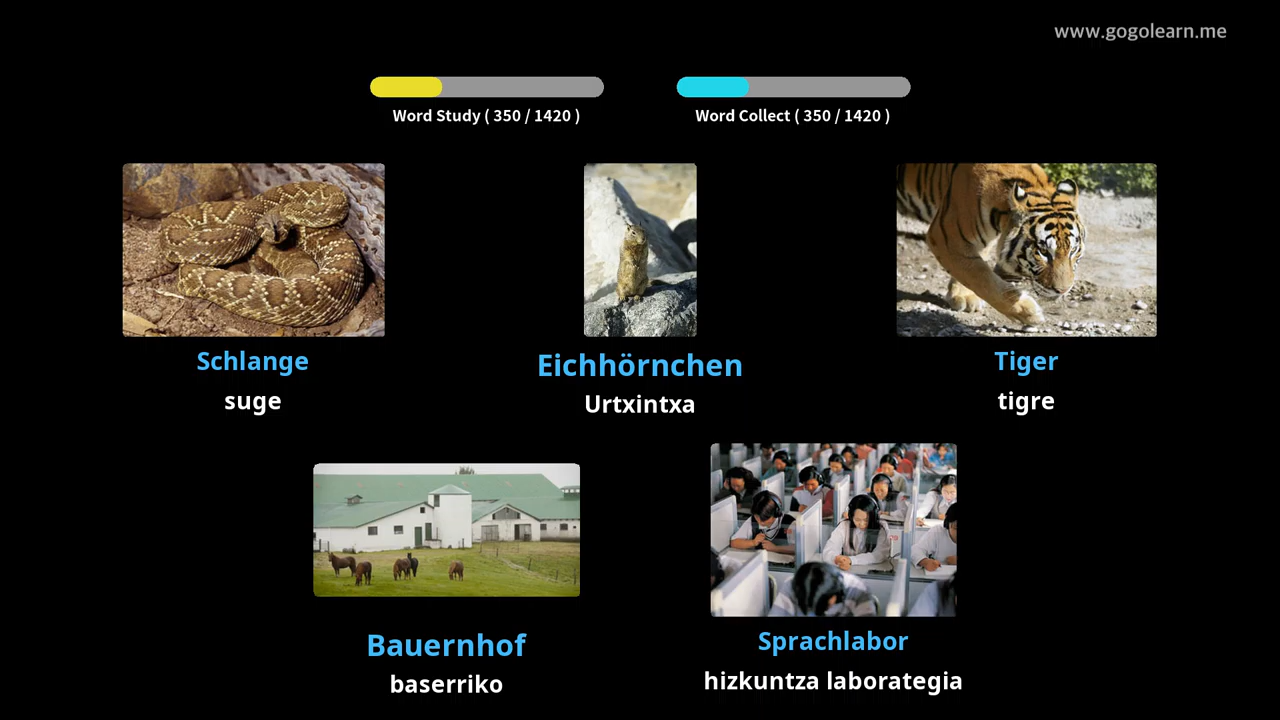 www.gogolearn.me
Word Study ( 350 / 1420 )
Word Collect ( 350 / 1420 )
Schlange
suge
Eichhörnchen
Urtxintxa
Tiger
tigre
Bauernhof
baserriko
Sprachlabor
hizkuntza laborategia